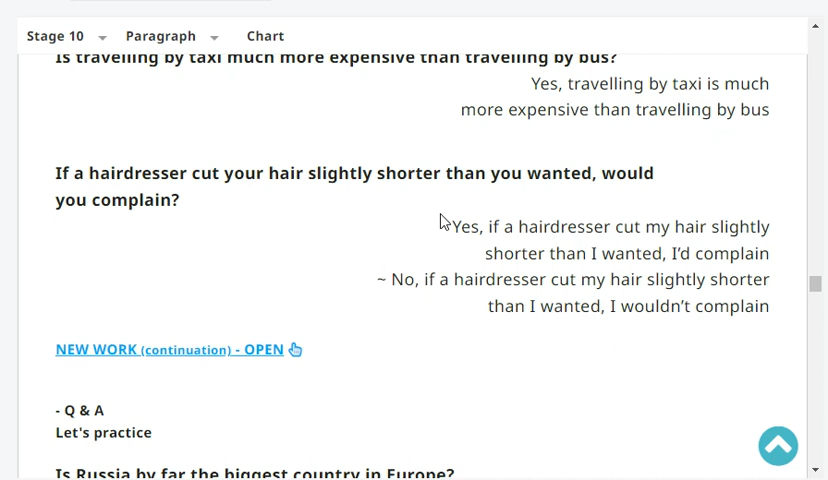 Stage 10 Paragraph Chart
Is travelling by taxi much more expensive than travelling by bus?
Yes, travelling by taxi is much
more expensive than travelling by bus
If a hairdresser cut your hair slightly shorter than you wanted, would
you complain?
Yes, if a hairdresser cut my hair slightly
shorter than I wanted, I’d complain
~ No, if a hairdresser cut my hair slightly shorter
than I wanted, I wouldn’t complain
NEW WORK (continuation) - OPEN
- Q & A
Let's practice
Is Russia by far the biggest country in Europe?